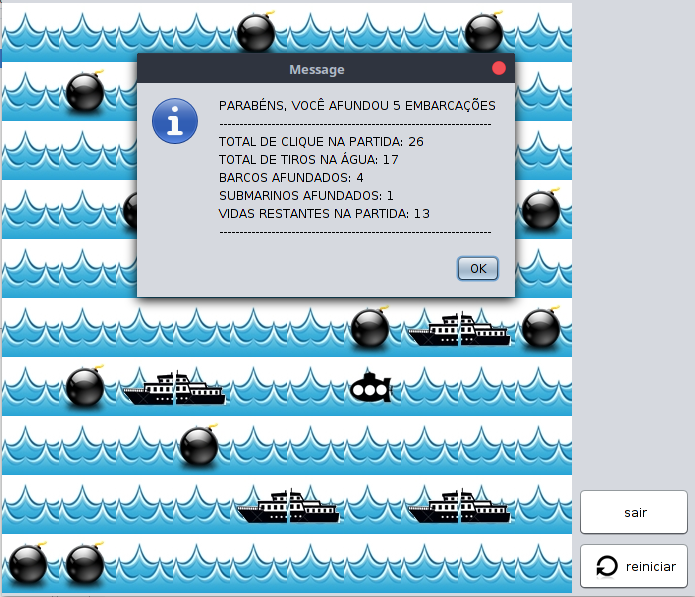 Message
PARABÉNS, VOCÊ AFUNDOU 5 EMBARCAÇÕES
--------------------------------------------------------------------
TOTAL DE CLIQUE NA PARTIDA: 26
TOTAL DE TIROS NA ÁGUA: 17
BARCOS AFUNDADOS: 4
SUBMARINOS AFUNDADOS: 1
VIDAS RESTANTES NA PARTIDA: 13
--------------------------------------------------------------------
OK
sair
reiniciar